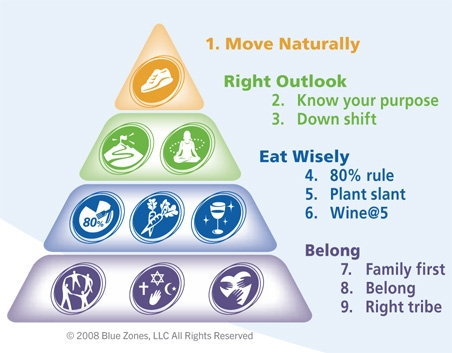 1. Move Naturally
Right Outlook
2. Know your purpose
3. Down shift
Eat Wisely
4. 80% rule
5. Plant slant
6. Wine@5
80%
Belong
7. Family first
8. Belong
9. Right tribe
© 2008 Blue Zones, LLC All Rights Reserved